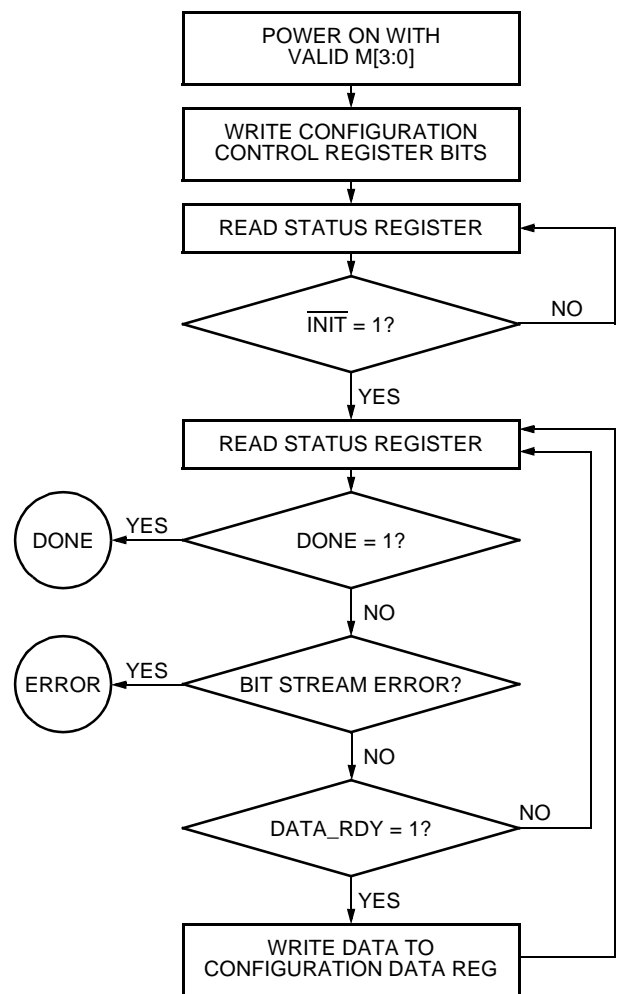 POWER ON WITH
VALID M[3:0]
WRITE CONFIGURATION
CONTROL REGISTER BITS
READ STATUS REGISTER
I̅N̅I̅T̅ = 1?
NO
YES
READ STATUS REGISTER
DONE
YES
DONE = 1?
NO
ERROR
YES
BIT STREAM ERROR?
NO
DATA_RDY = 1?
NO
YES
WRITE DATA TO
CONFIGURATION DATA REG